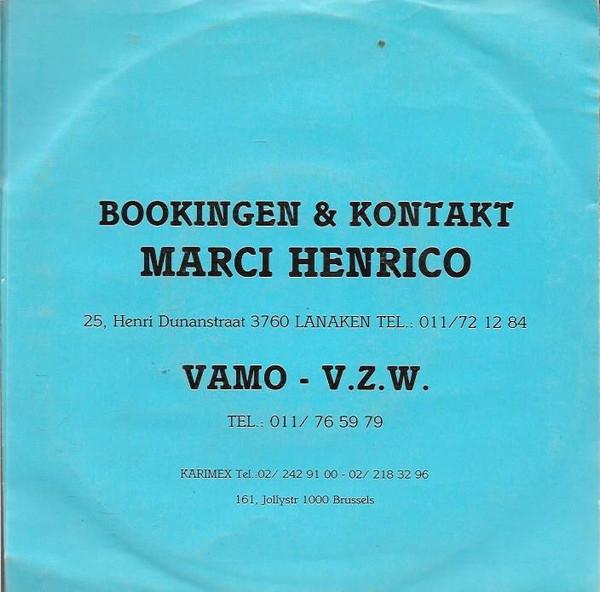 BOOKINGEN & KONTAKT
MARCI HENRICO
25, Henri Dunanstraat 3760 LANAKEN TEL.: 011/72 12 84
VAMO - V.Z.W.
TEL.: 011/ 76 59 79
KARIMEX Tel.:02/ 242 91 00 - 02/ 218 32 96
161, Jollystr 1000 Brussels